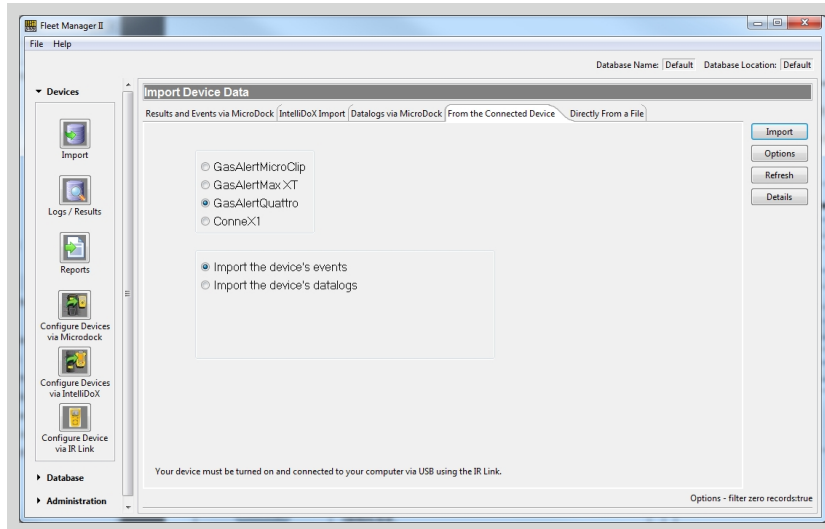 Fleet Manager II
File Help
Database Name: Default Database Location: Default
Devices
Import
Logs / Results
Reports
Configure Devices
via Microdock
Configure Devices
via IntelliDoX
Configure Device
via IR Link
Database
Administration
Import Device Data
Results and Events via MicroDock IntelliDoX Import Datalogs via MicroDock From the Connected Device Directly From a File
GasAlertMicroClip
GasAlertMax XT
GasAlertQuattro
ConneX1
Import the device's events
Import the device's datalogs
Your device must be turned on and connected to your computer via USB using the IR Link.
Import
Options
Refresh
Details
Options - filter zero records:true